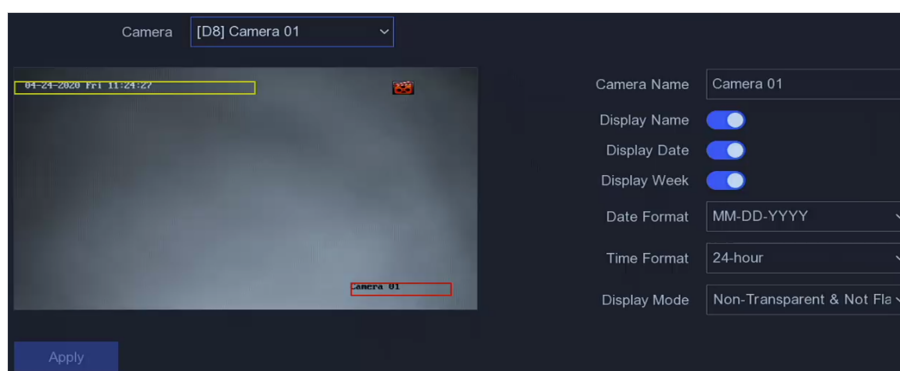 Camera [D8] Camera 01
04-24-2020 Fri 11:24:27
Camera Name Camera 01
Display Name
Display Date
Display Week
Date Format MM-DD-YYYY
Time Format 24-hour
Camera 01
Display Mode Non-Transparent & Not Fla
Apply